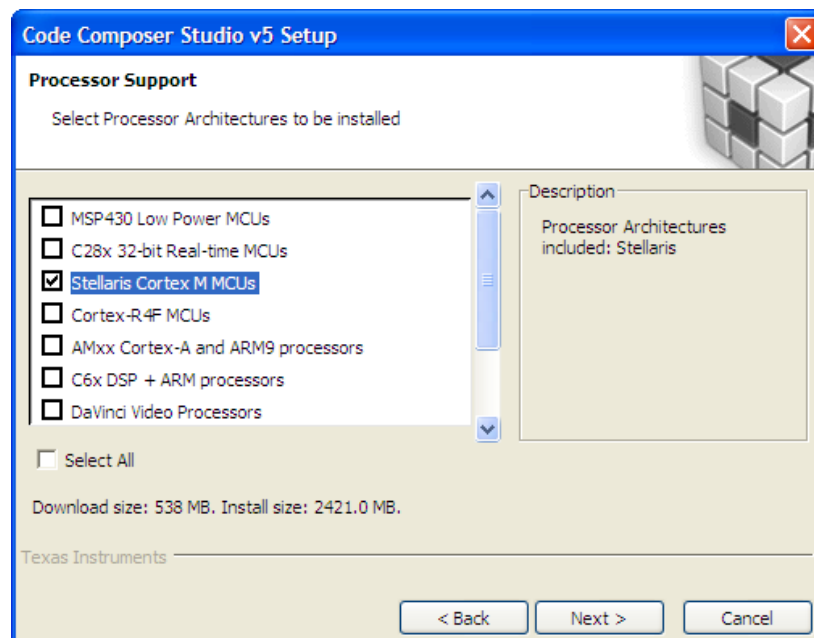 Code Composer Studio v5 Setup
Processor Support
Select Processor Architectures to be installed
MSP430 Low Power MCUs
C28x 32-bit Real-time MCUs
Stellaris Cortex M MCUs
Cortex-R4F MCUs
AMxx Cortex-A and ARM9 processors
C6x DSP + ARM processors
DaVinci Video Processors
Description
Processor Architectures
included: Stellaris
Select All
Download size: 538 MB. Install size: 2421.0 MB.
Texas Instruments
< Back
Next >
Cancel